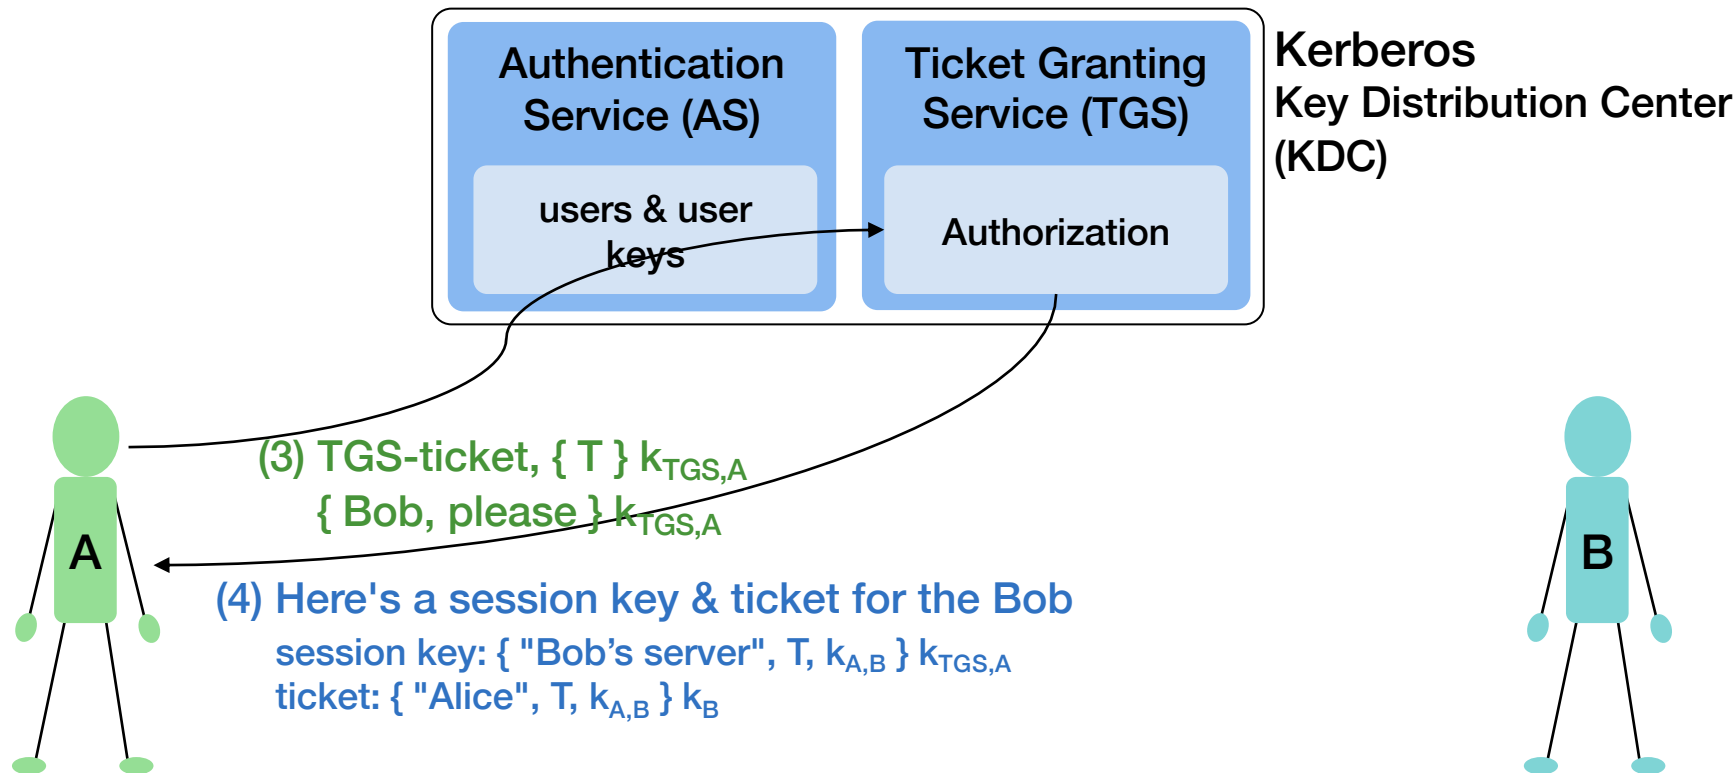 Authentication
Service (AS)
users & user
keys
Ticket Granting
Service (TGS)
Authorization
Kerberos
Key Distribution Center
(KDC)
(3) TGS-ticket, { T } kTGS,A
{ Bob, please } kTGS,A
A
B
(4) Here's a session key & ticket for the Bob
session key: { "Bob’s server", T, kA,B } kTGS,A
ticket: { "Alice", T, kA,B } kB